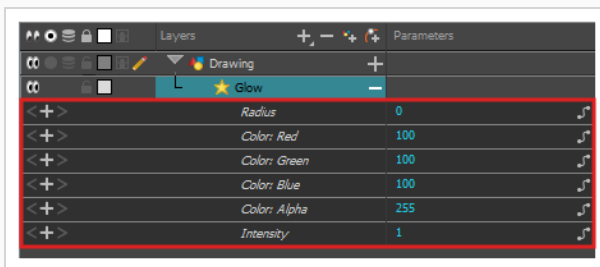 Layers Parameters
Drawing
Glow
Radius 0
Color: Red 100
Color: Green 100
Color: Blue 100
Color: Alpha 255
Intensity 1